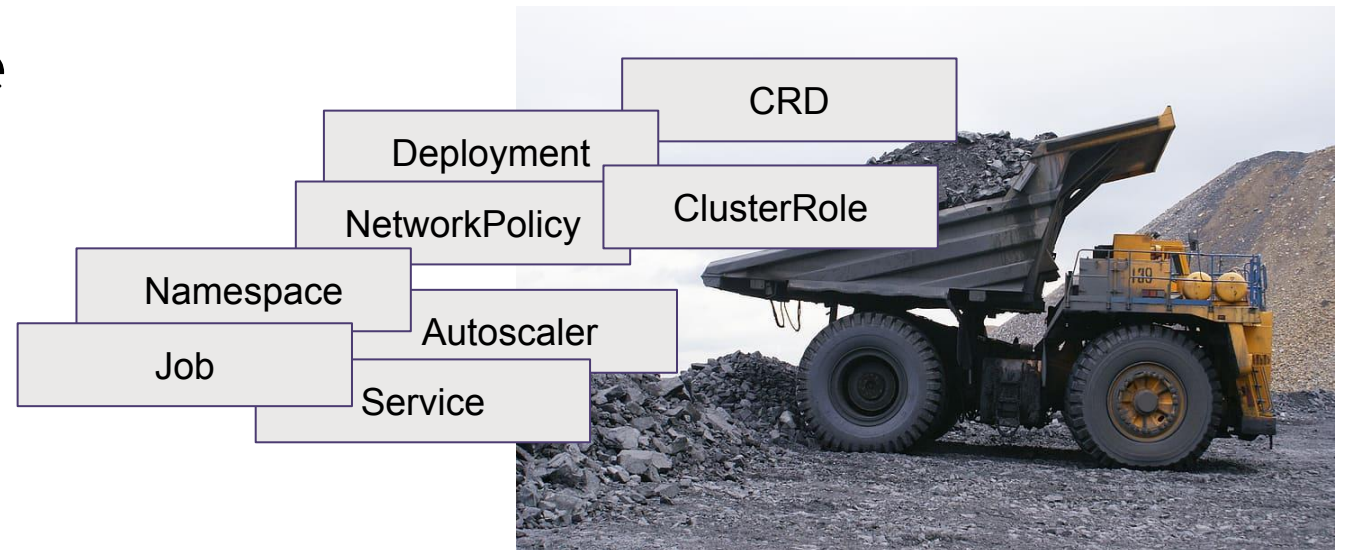 e
CRD
Deployment
ClusterRole
NetworkPolicy
Namespace
Autoscaler
Job
Service